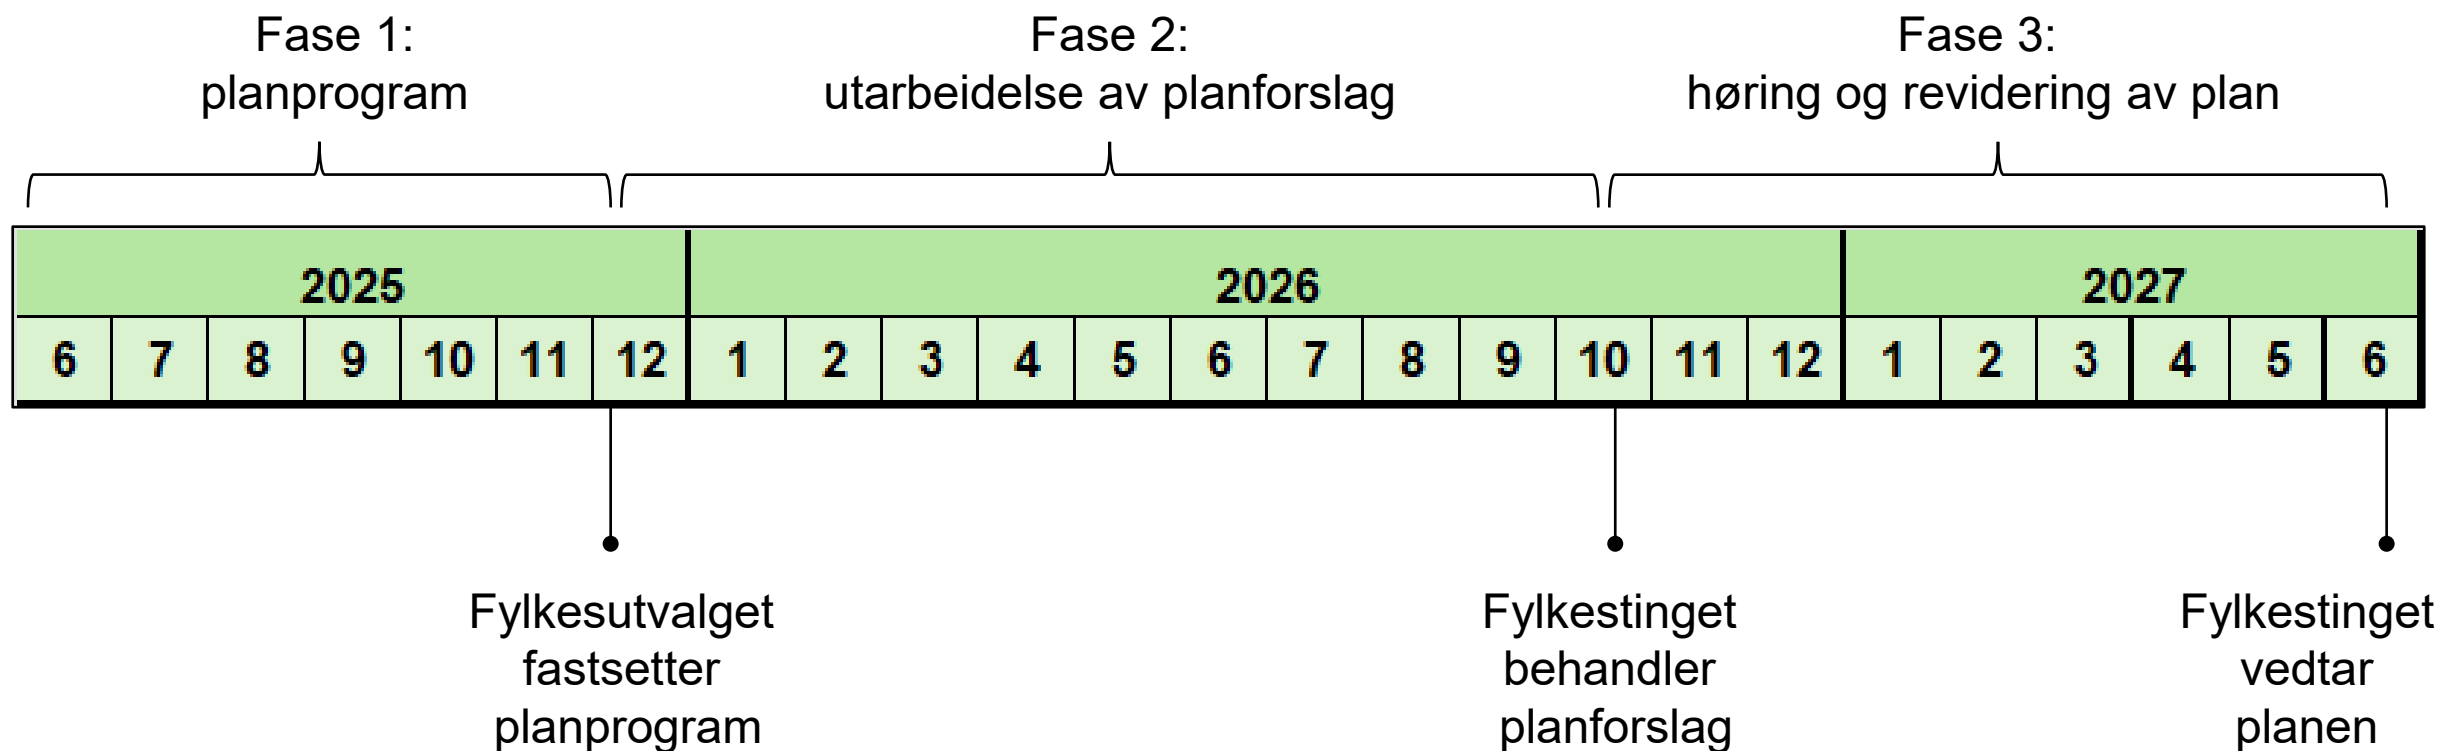 Fase 1:
planprogram
Fase 2:
utarbeidelse av planforslag
Fase 3:
høring og revidering av plan
2025 2026 2027
6 7 8 9 10 11 12 1 2 3 4 5 6 7 8 9 10 11 12 1 2 3 4 5 6
Fylkesutvalget
fastsetter
planprogram
Fylkestinget
behandler
planforslag
Fylkestinget
vedtar
planen